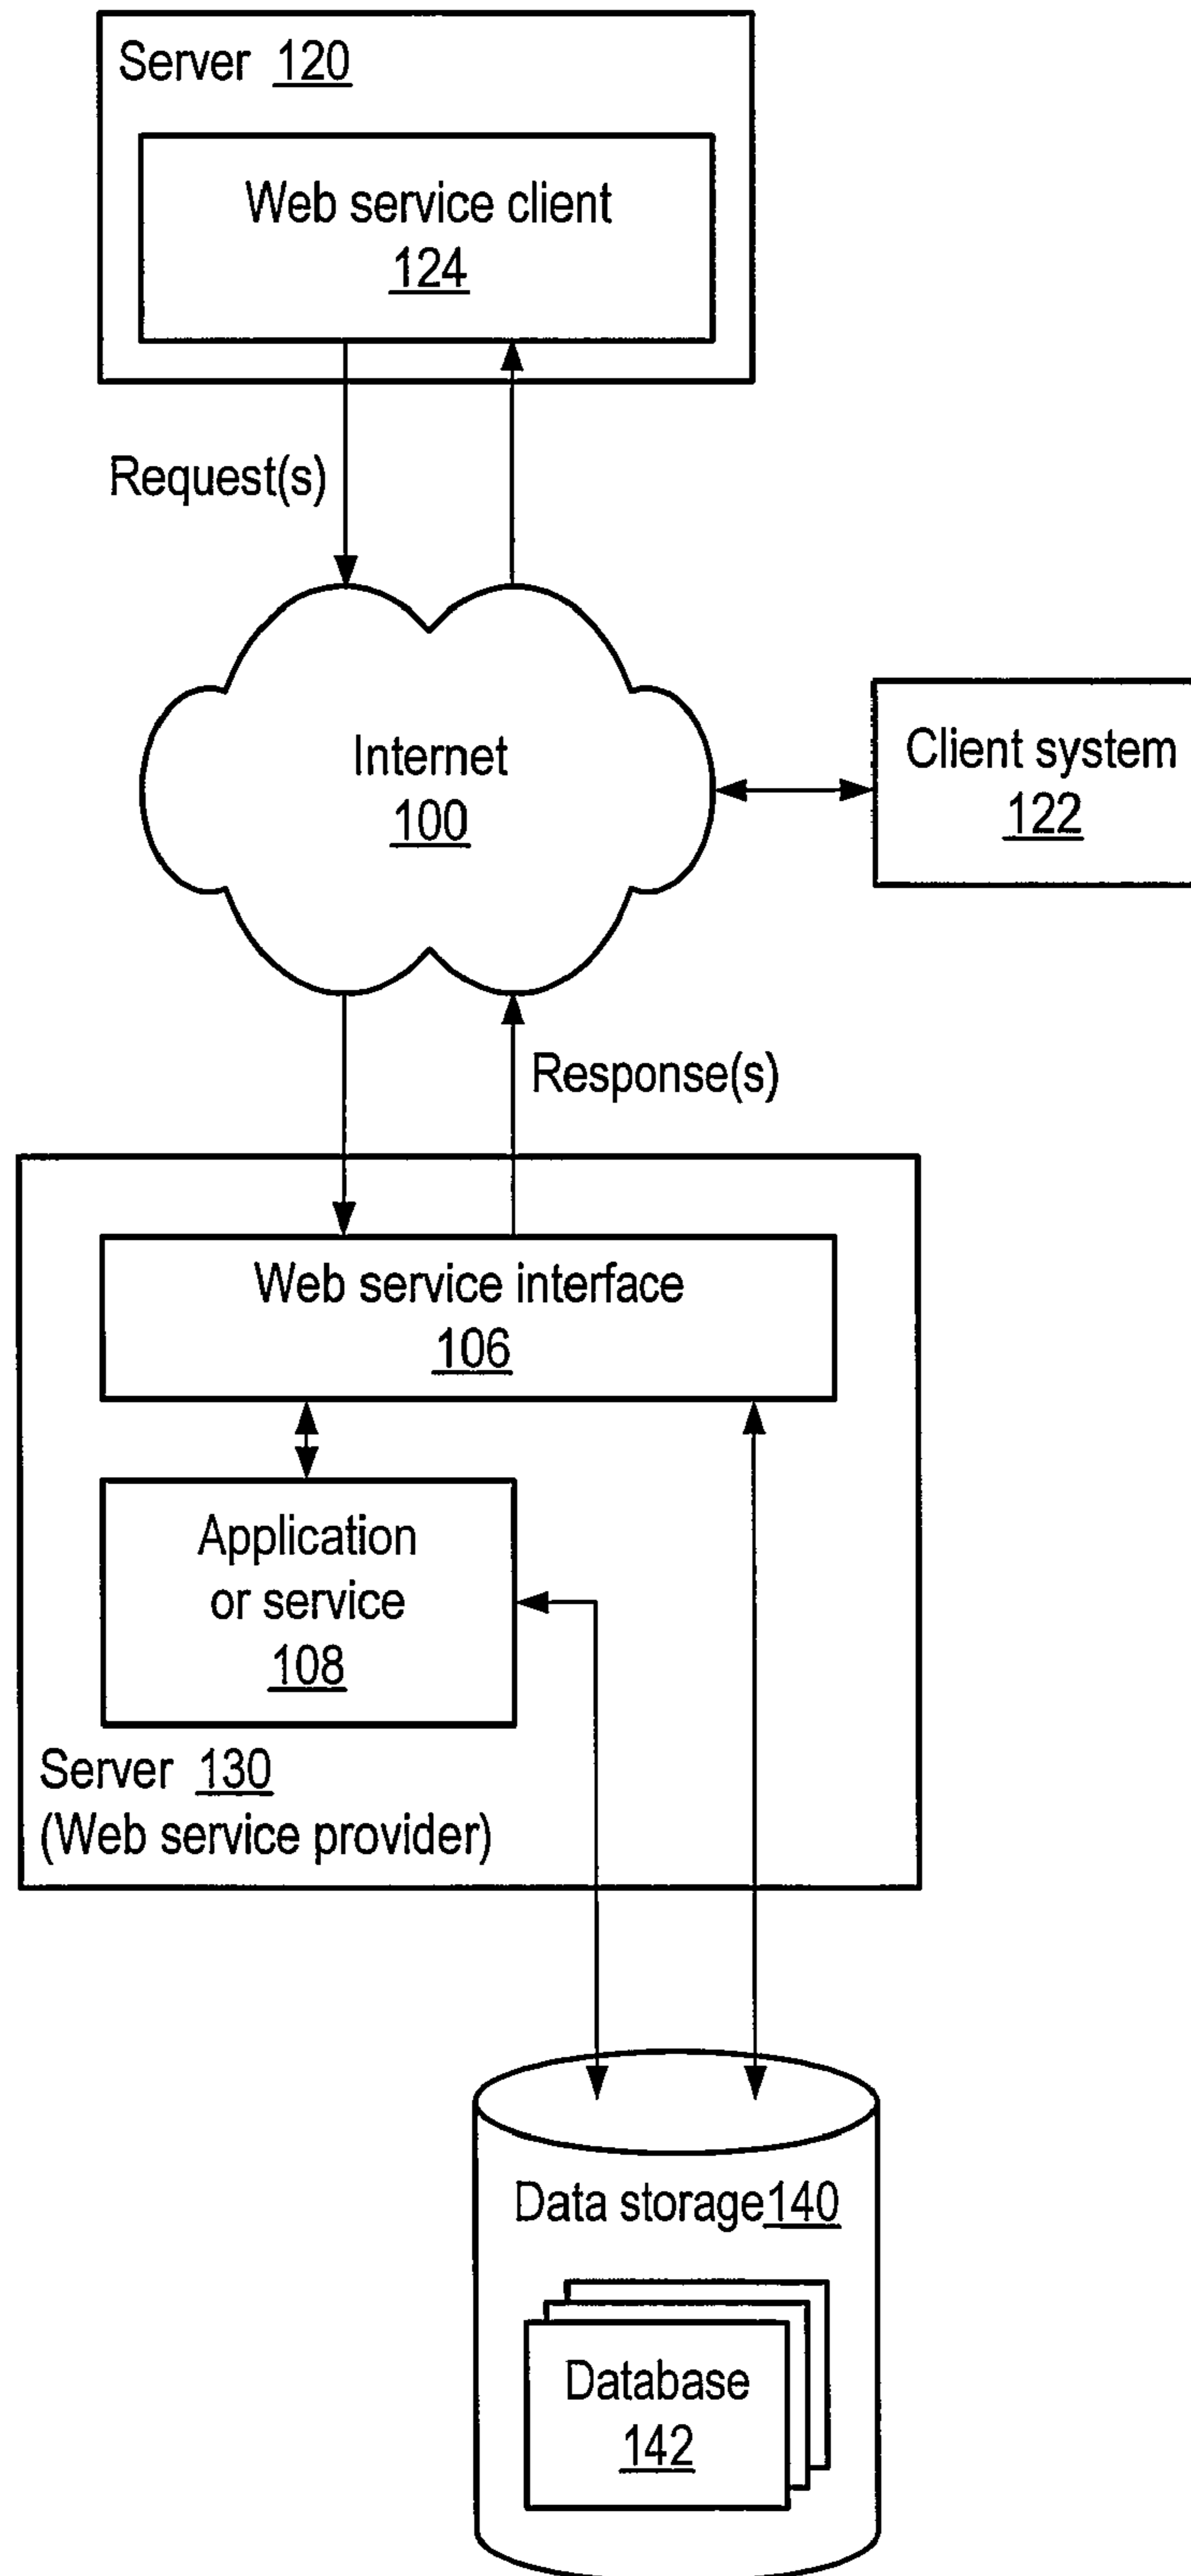 Server 120
Web service client
124
Request(s)
Internet
100
Client system
122
Response(s)
Web service interface
106
Application
or service
108
Server 130
(Web service provider)
Data storage140
Database
142